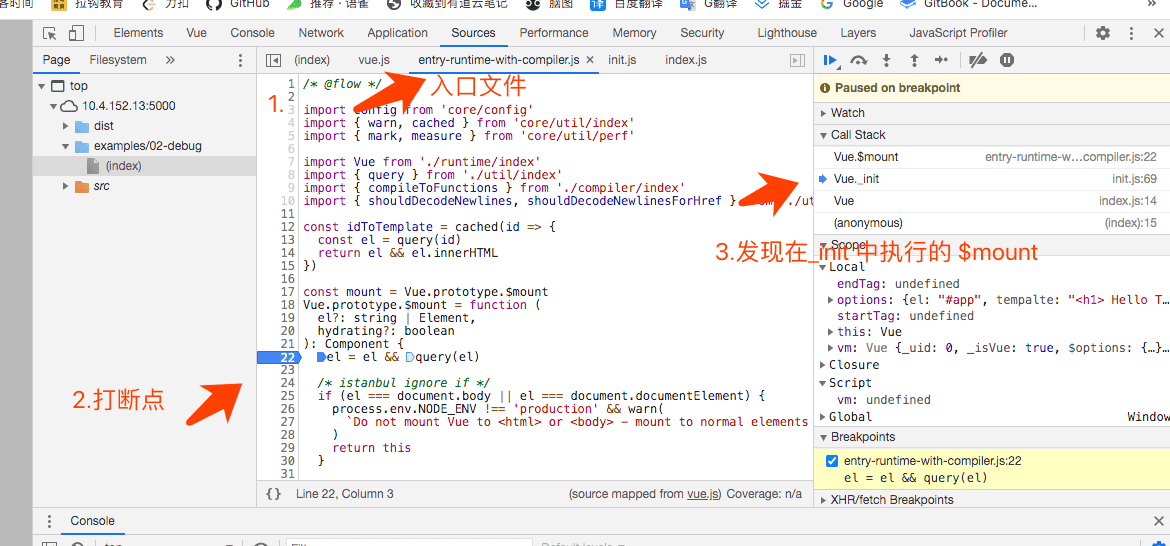 客时间 拉钩教育 力扣 GitHub 推荐 · 语雀 收藏到有道云笔记 脑图 百度翻译 G翻译 掘金 Google GitBook - Docume...
Elements Vue Console Network Application Sources Performance Memory Security Lighthouse Layers JavaScript Profiler
Page Filesystem »
(index) vue.js entry-runtime-with-compiler.js × init.js index.js
top
10.4.152.13:5000
dist
examples/02-debug
(index)
src
1.
入口文件
2.打断点
3.发现在_init 中执行的 $mount
1 /* @flow */
2
3 import config from 'core/config'
4 import { warn, cached } from 'core/util/index'
5 import { mark, measure } from 'core/util/perf'
6
7 import Vue from './runtime/index'
8 import { query } from './util/index'
9 import { compileToFunctions } from './compiler/index'
10 import { shouldDecodeNewlines, shouldDecodeNewlinesForHref }
11
12 const idToTemplate = cached(id => {
13 const el = query(id)
14 return el && el.innerHTML
15 })
16
17 const mount = Vue.prototype.$mount
18 Vue.prototype.$mount = function (
19 el?: string | Element,
20 hydrating?: boolean
21 ): Component {
22 el = el && query(el)
23
24 /* istanbul ignore if */
25 if (el === document.body || el === document.documentElement) {
26 process.env.NODE_ENV !== 'production' && warn(
27 `Do not mount Vue to <html> or <body> - mount to normal elements
28 )
29 return this
30 }
31
{ } Line 22, Column 3 (source mapped from vue.js) Coverage: n/a
Paused on breakpoint
Watch
Call Stack
Vue.$mount entry-runtime-w…compiler.js:22
Vue._init init.js:69
Vue index.js:14
(anonymous) (index):15
Scope
Local
endTag: undefined
options: {el: "#app", tempalte: "<h1> Hello T…
startTag: undefined
this: Vue
vm: Vue {_uid: 0, _isVue: true, $options: {…}…
Closure
Script
vm: undefined
Global Window
Breakpoints
entry-runtime-with-compiler.js:22
el = el && query(el)
XHR/fetch Breakpoints
Console
top Filter Default levels